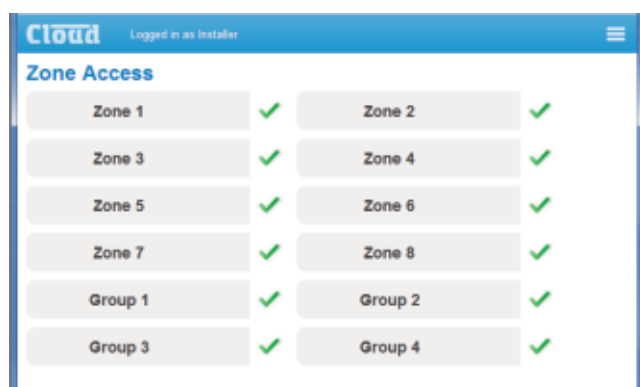 Cloud Logged in as Installer
Zone Access
Zone 1 Zone 2
Zone 3 Zone 4
Zone 5 Zone 6
Zone 7 Zone 8
Group 1 Group 2
Group 3 Group 4